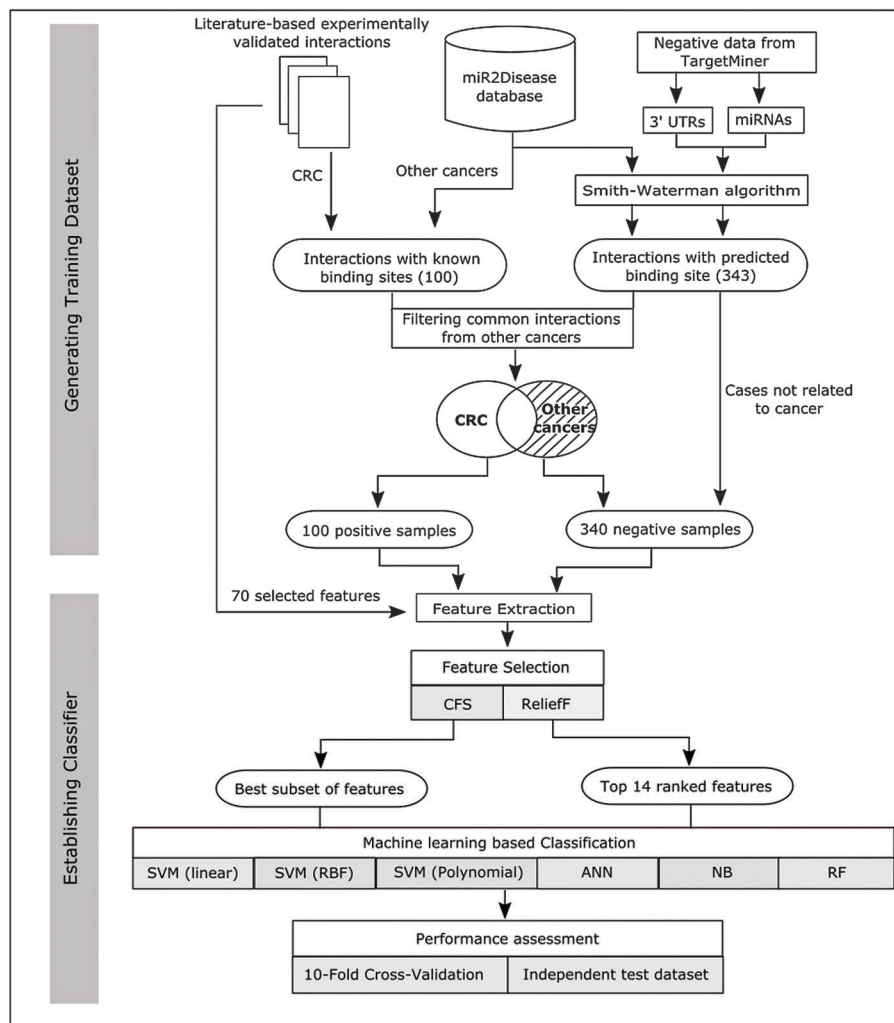 Literature-based experimentally
validated interactions
miR2Disease
database
Negative data from
TargetMiner
3' UTRs
miRNAs
CRC
Other cancers
Smith-Waterman algorithm
Interactions with known
binding sites (100)
Interactions with predicted
binding site (343)
Filtering common interactions
from other cancers
Cases not related
to cancer
CRC
Other
cancers
100 positive samples
340 negative samples
Generating Training Dataset
70 selected features
Feature Extraction
Feature Selection
CFS
ReliefF
Best subset of features
Top 14 ranked features
Machine learning based Classification
SVM (linear)
SVM (RBF)
SVM (Polynomial)
ANN
NB
RF
Performance assessment
10-Fold Cross-Validation
Independent test dataset
Establishing Classifier